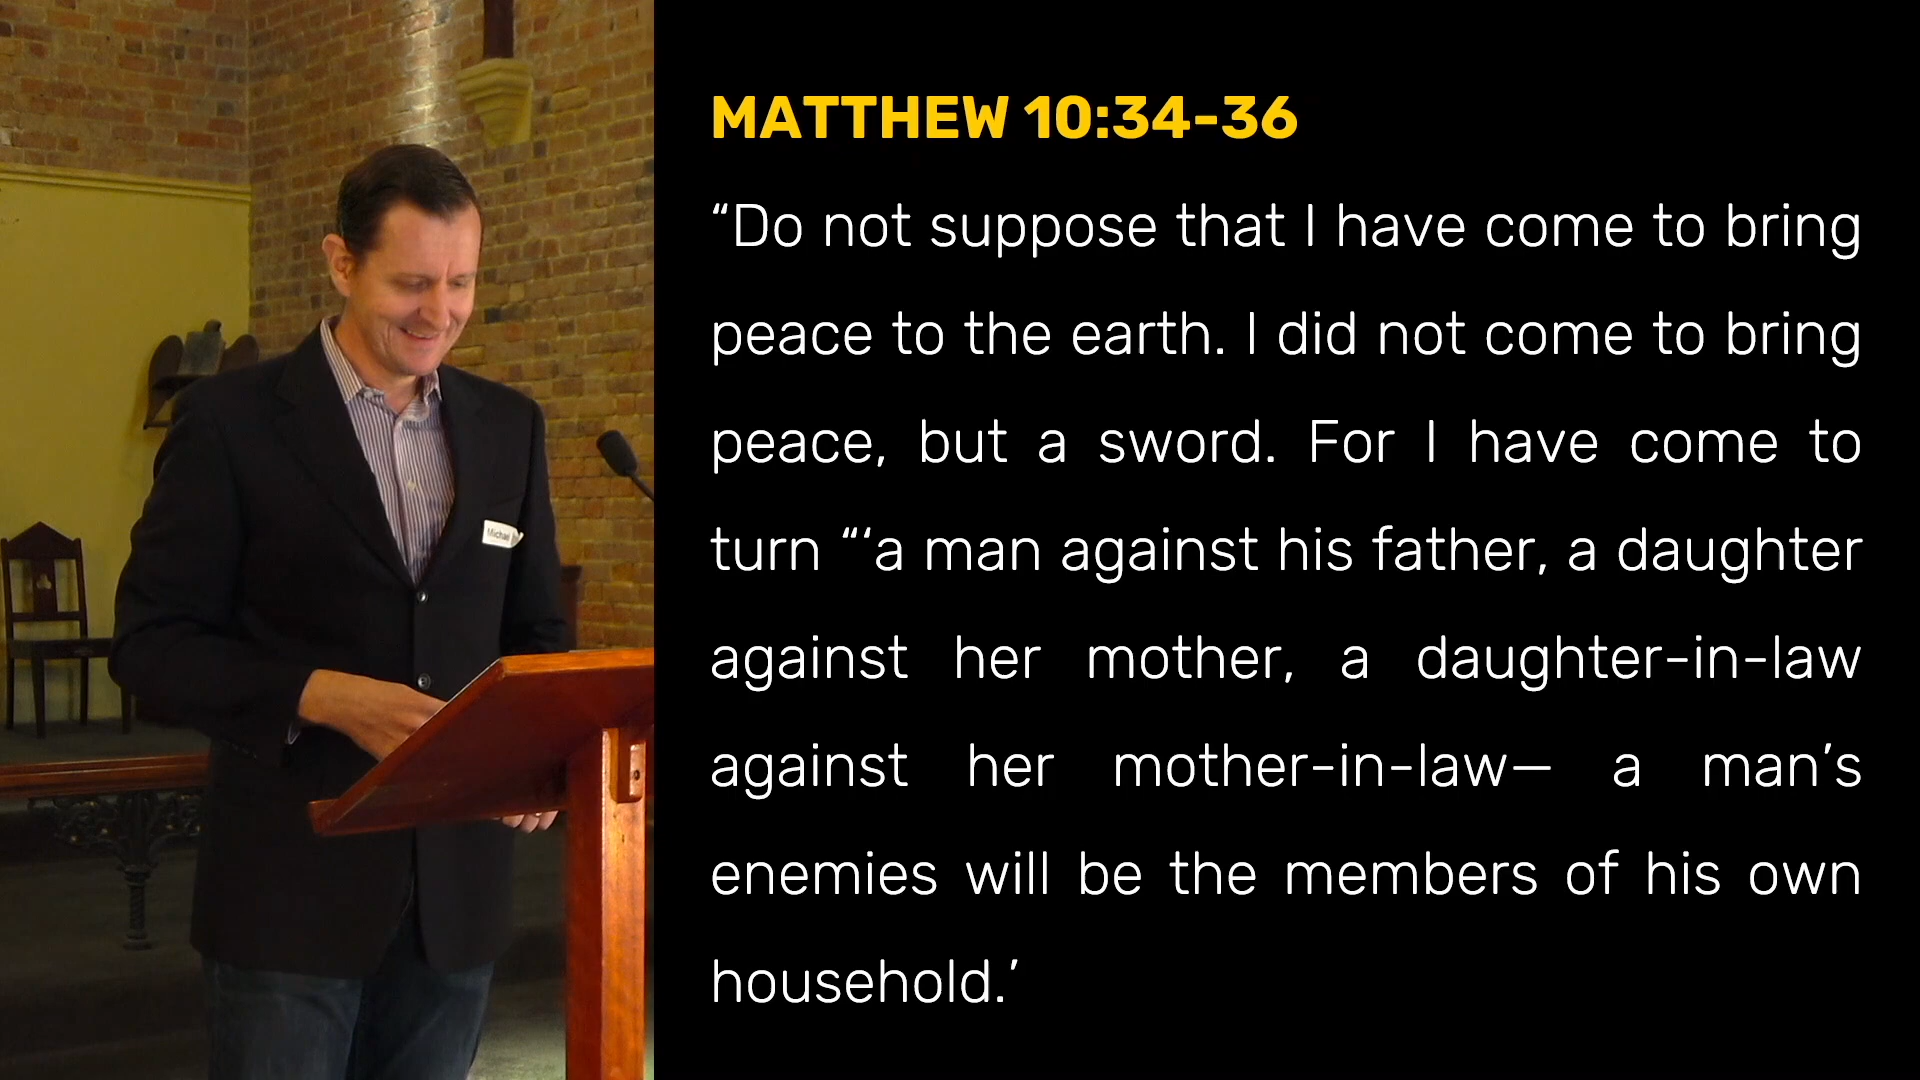 MATTHEW 10:34-36
“Do not suppose that I have come to bring
peace to the earth. I did not come to bring
peace, but a sword. For I have come to
turn “‘a man against his father, a daughter
against her mother, a daughter-in-law
against her mother-in-law— a man’s
enemies will be the members of his own
household.’
Michael